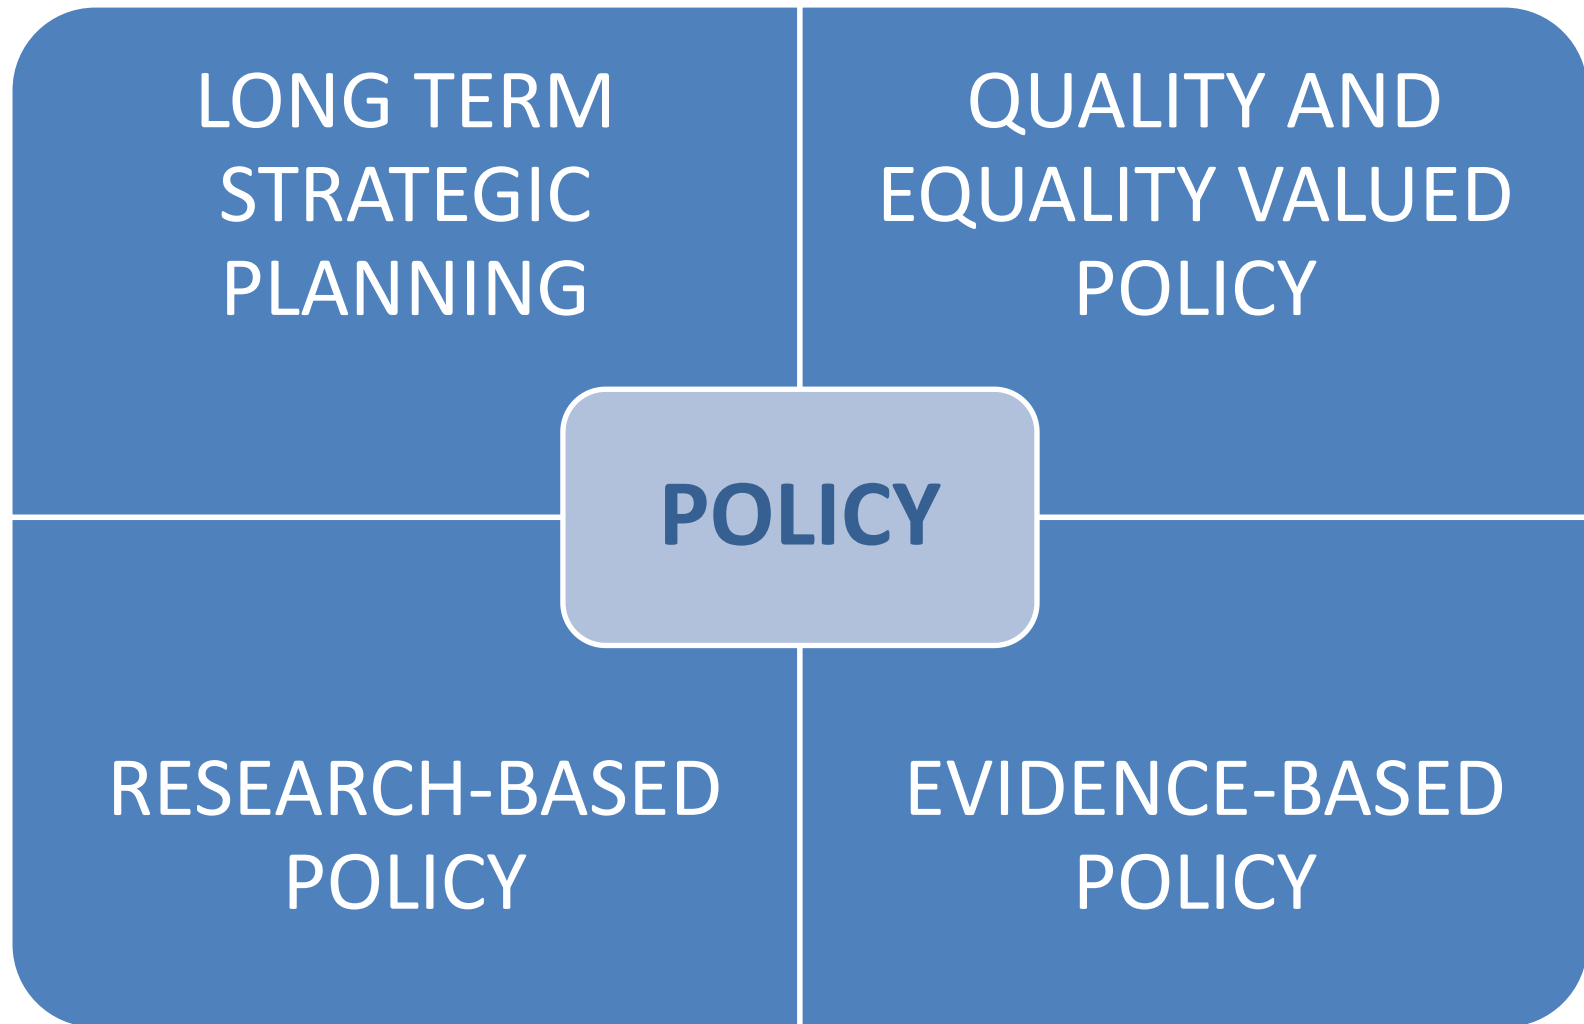 LONG TERM
STRATEGIC
PLANNING
QUALITY AND
EQUALITY VALUED
POLICY
POLICY
RESEARCH-BASED
POLICY
EVIDENCE-BASED
POLICY